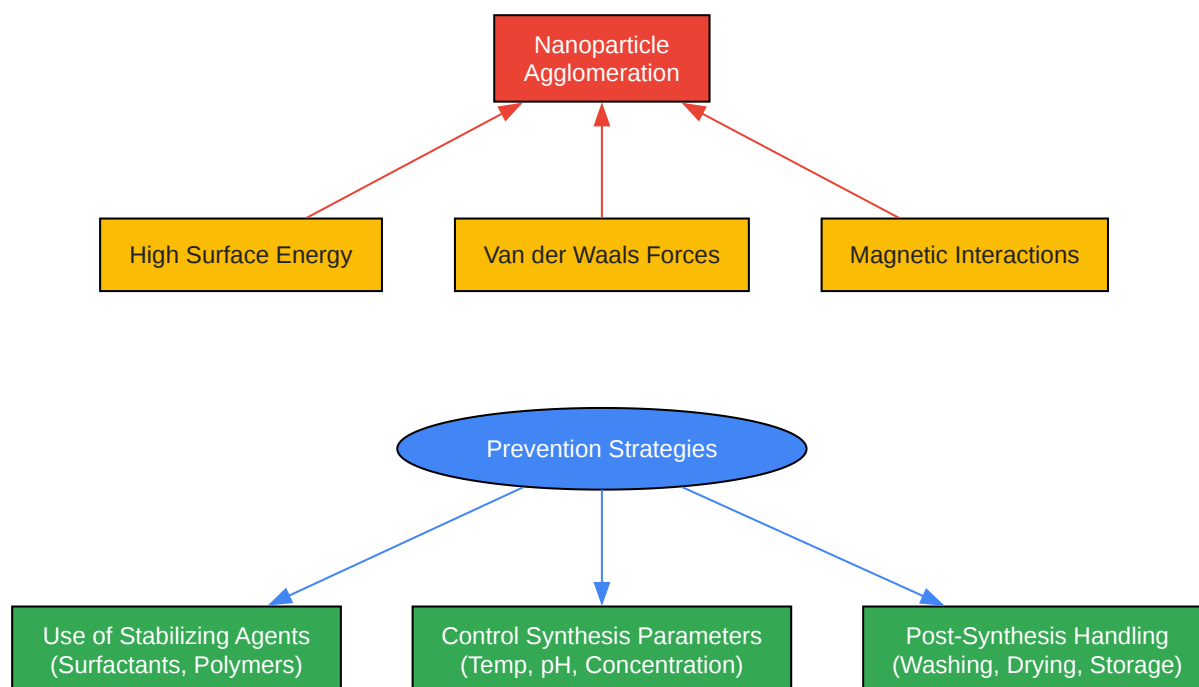 Nanoparticle
Agglomeration
High Surface Energy
Van der Waals Forces
Magnetic Interactions
Prevention Strategies
Use of Stabilizing Agents
(Surfactants, Polymers)
Control Synthesis Parameters
(Temp, pH, Concentration)
Post-Synthesis Handling
(Washing, Drying, Storage)